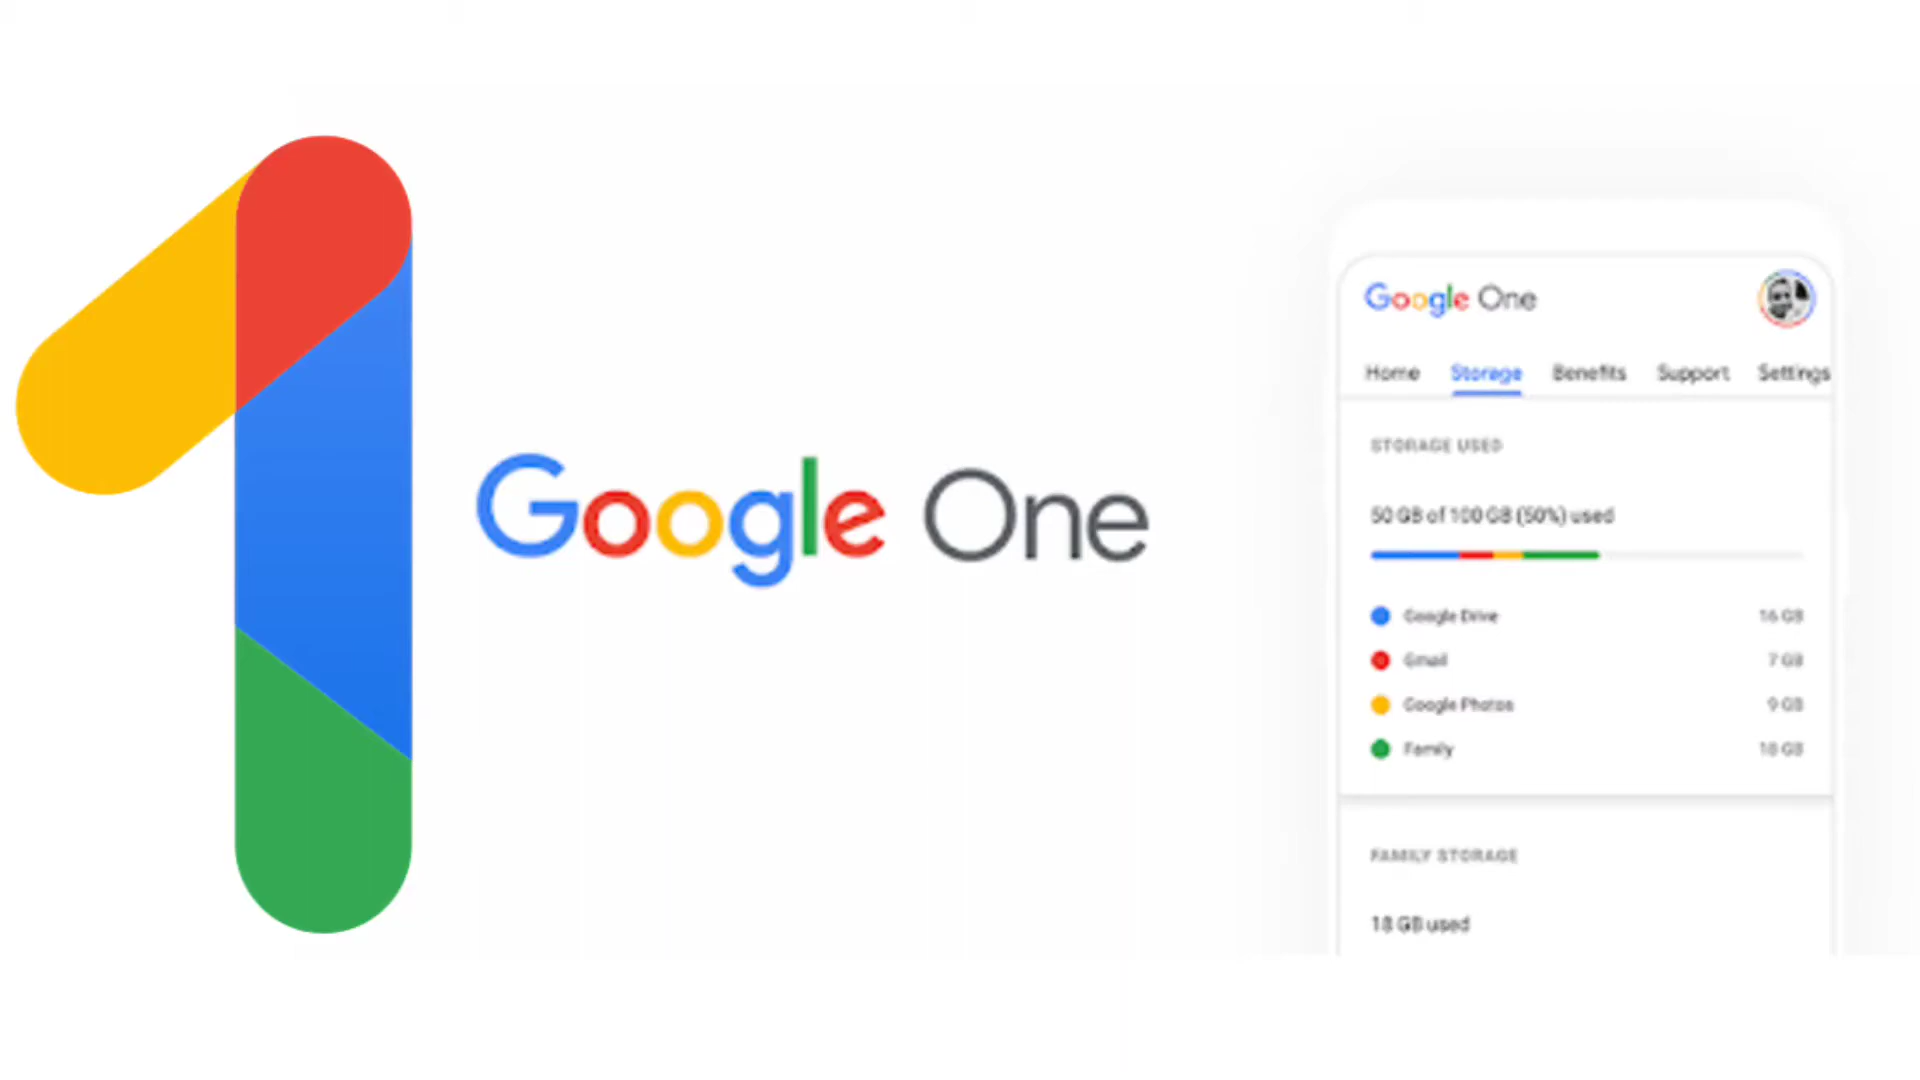 Google One
Google One
Home Storage Benefits Support Settings
STORAGE USED
50 GB of 100 GB (50%) used
Google Drive 16 GB
Gmail 7 GB
Google Photos 9 GB
Family 18 GB
FAMILY STORAGE
18 GB used